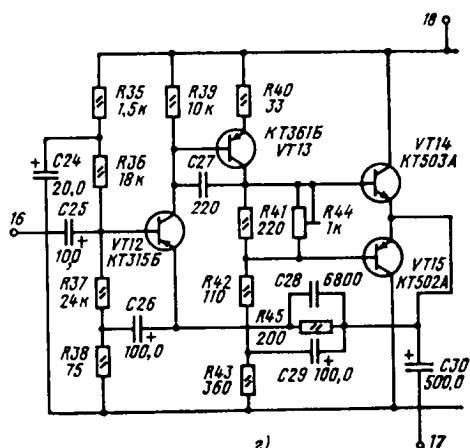 18
R35
1,5к
R39
10к
R40
33
КТ361Б
VT13
VT14
КТ503А
C24
20,0
R36
18к
C27
220
C25
16
100,
VT12
КТ315Б
R41
220
R44
1к
VT15
КТ502А
R37
24к
C26
100,0
R42
110
C28
6800
R45
200
R38
75
R43
360
C29
100,0
C30
500,0
г)
17